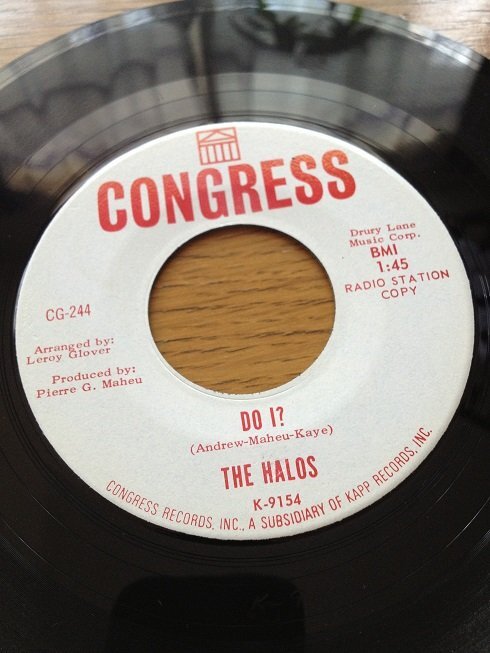 CONGRESS
Drury Lane
Music Corp.
BMI
1:45
RADIO STATION
COPY
CG-244
Arranged by:
Leroy Glover
Produced by:
Pierre G. Maheu
DO I?
(Andrew-Maheu-Kaye)
THE HALOS
K-9154
CONGRESS RECORDS, INC., A SUBSIDIARY OF KAPP RECORDS, INC.